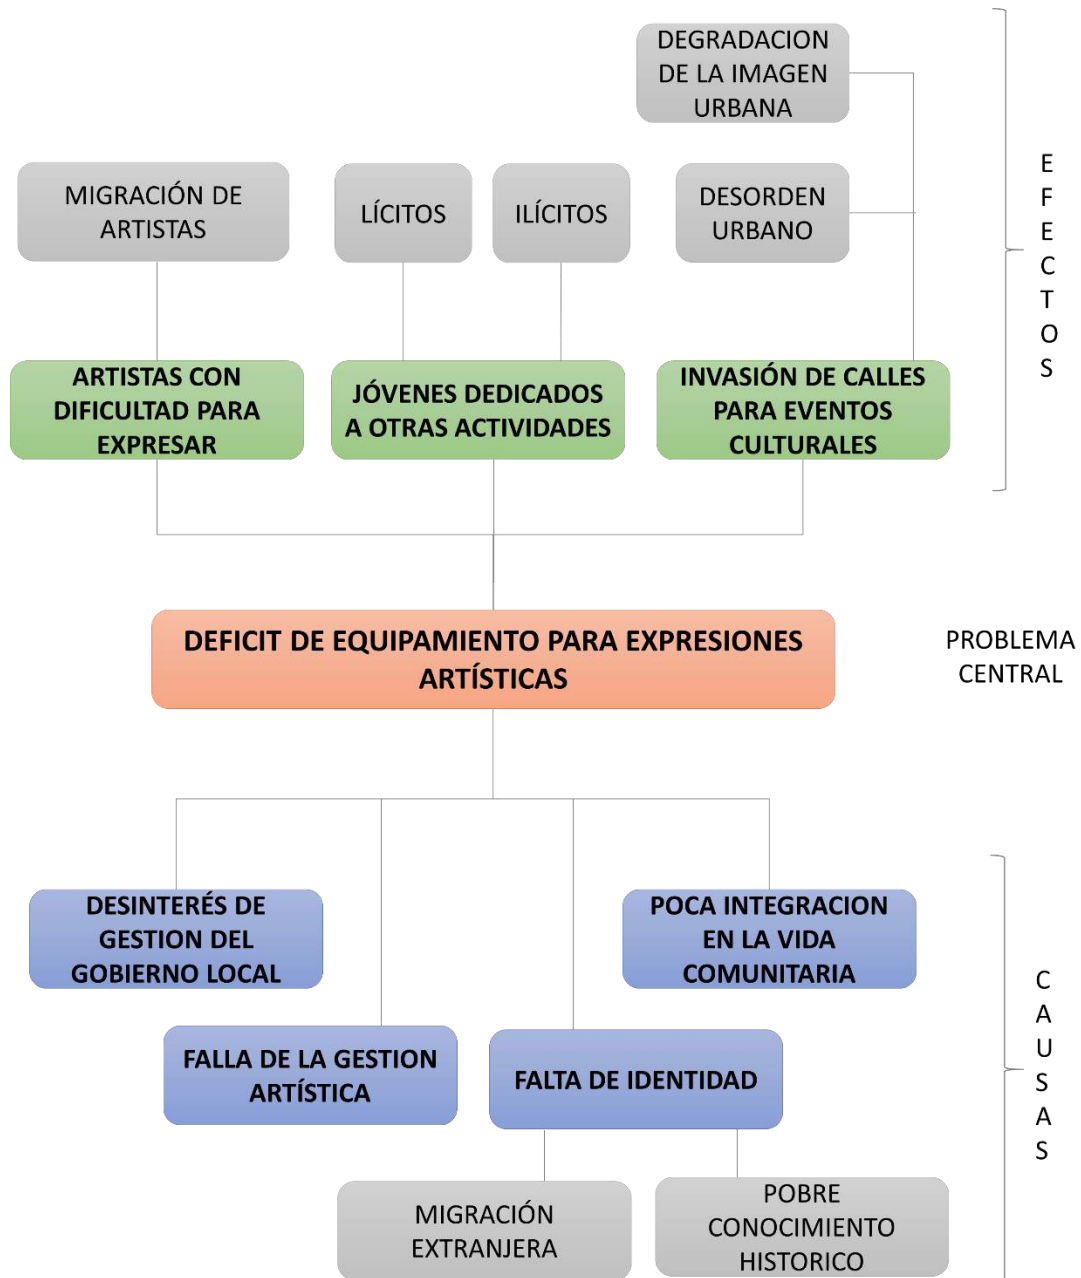 DEGRADACION
DE LA IMAGEN
URBANA
MIGRACIÓN DE
ARTISTAS
LÍCITOS
ILÍCITOS
DESORDEN
URBANO
EFECTOS
ARTISTAS CON
DIFICULTAD PARA
EXPRESAR
JÓVENES DEDICADOS
A OTRAS ACTIVIDADES
INVASIÓN DE CALLES
PARA EVENTOS
CULTURALES
DEFICIT DE EQUIPAMIENTO PARA EXPRESIONES
ARTÍSTICAS
PROBLEMA
CENTRAL
DESINTERÉS DE
GESTION DEL
GOBIERNO LOCAL
POCA INTEGRACION
EN LA VIDA
COMUNITARIA
CAUSAS
FALLA DE LA GESTION
ARTÍSTICA
FALTA DE IDENTIDAD
MIGRACIÓN
EXTRANJERA
POBRE
CONOCIMIENTO
HISTORICO